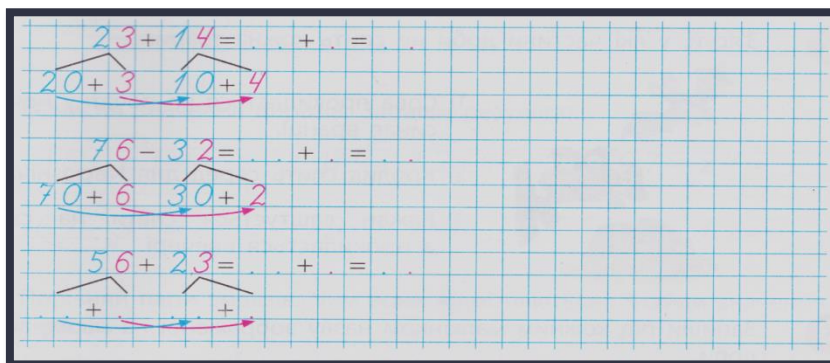 23 + 14 = . . + . = . .
20 + 3 10 + 4
76 − 32 = . . + . = . .
70 + 6 30 + 2
56 + 23 = . . + . = . .
. . + . . . + .